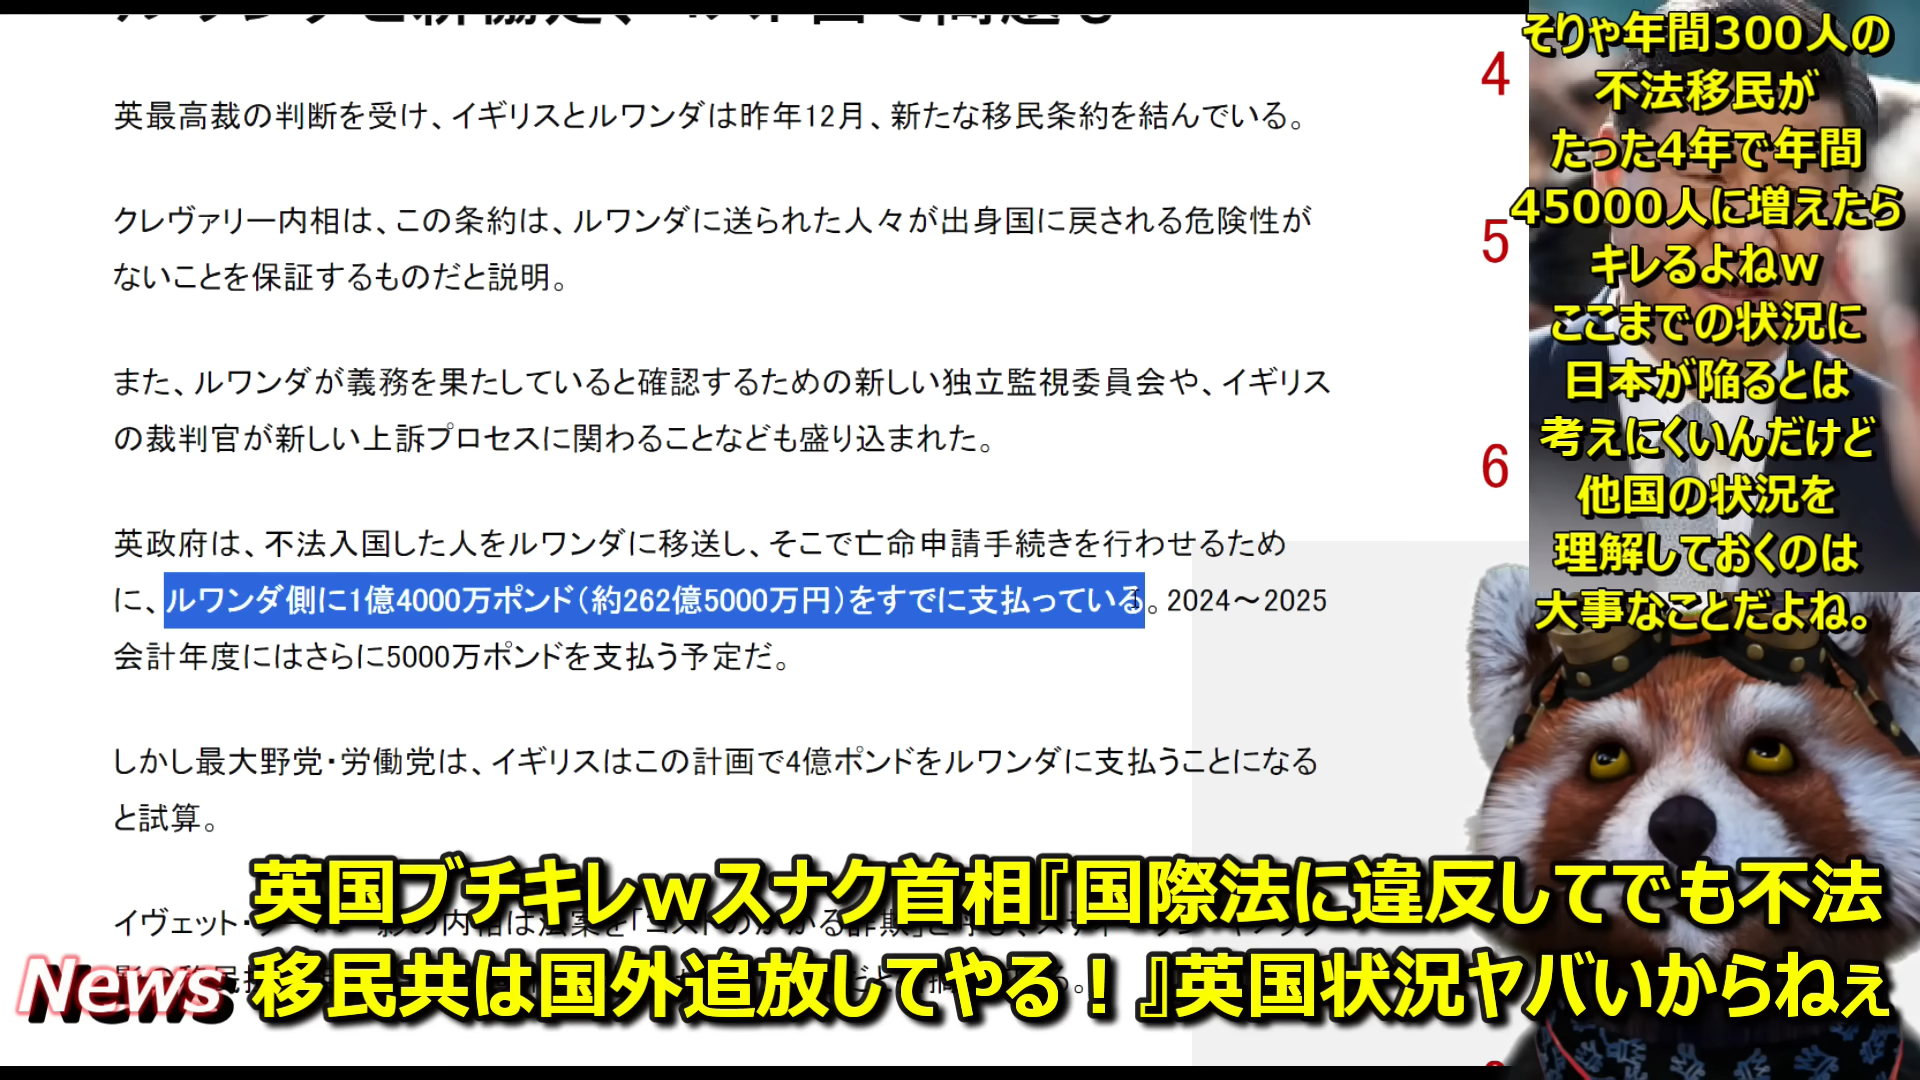 英最高裁の判断を受け、イギリスとルワンダは昨年12月、新たな移民条約を結んでいる。
クレヴァリー内相は、この条約は、ルワンダに送られた人々が出身国に戻される危険性が
ないことを保証するものだと説明。
また、ルワンダが義務を果たしていると確認するための新しい独立監視委員会や、イギリス
の裁判官が新しい上訴プロセスに関わることなども盛り込まれた。
英政府は、不法入国した人をルワンダに移送し、そこで亡命申請手続きを行わせるため
に、ルワンダ側に1億4000万ポンド（約262億5000万円）をすでに支払っている。2024～2025
会計年度にはさらに5000万ポンドを支払う予定だ。
しかし最大野党・労働党は、イギリスはこの計画で4億ポンドをルワンダに支払うことになる
と試算。
イヴェット・
4
5
6
そりゃ年間300人の
不法移民が
たった4年で年間
45000人に増えたら
キレるよねw
ここまでの状況に
日本が陥るとは
考えにくいんだけど
他国の状況を
理解しておくのは
大事なことだよね。
英国ブチキレwスナク首相『国際法に違反してでも不法
移民共は国外追放してやる！』英国状況ヤバいからねぇ
News